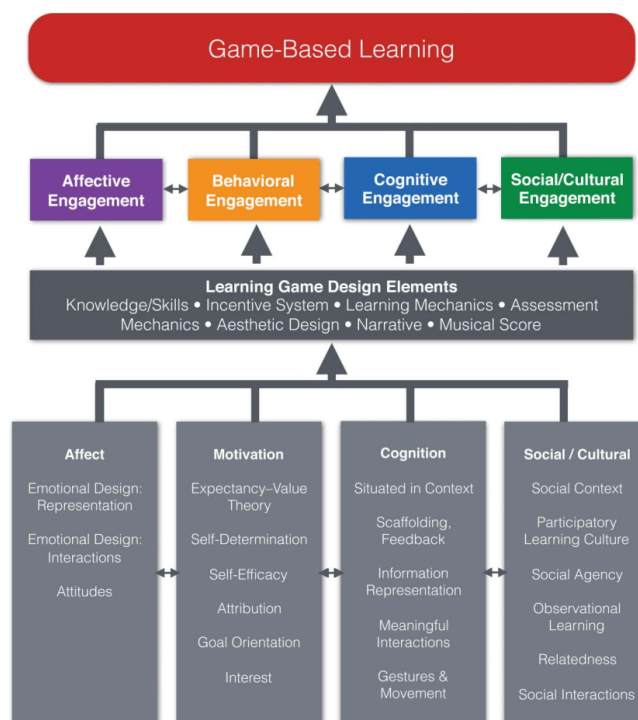 Game-Based Learning
Affective
Engagement
Behavioral
Engagement
Cognitive
Engagement
Social/Cultural
Engagement
Learning Game Design Elements
Knowledge/Skills • Incentive System • Learning Mechanics • Assessment
Mechanics • Aesthetic Design • Narrative • Musical Score
Affect
Emotional Design:
Representation
Emotional Design:
Interactions
Attitudes
Motivation
Expectancy–Value
Theory
Self-Determination
Self-Efficacy
Attribution
Goal Orientation
Interest
Cognition
Situated in Context
Scaffolding,
Feedback
Information
Representation
Meaningful
Interactions
Gestures &
Movement
Social / Cultural
Social Context
Participatory
Learning Culture
Social Agency
Observational
Learning
Relatedness
Social Interactions